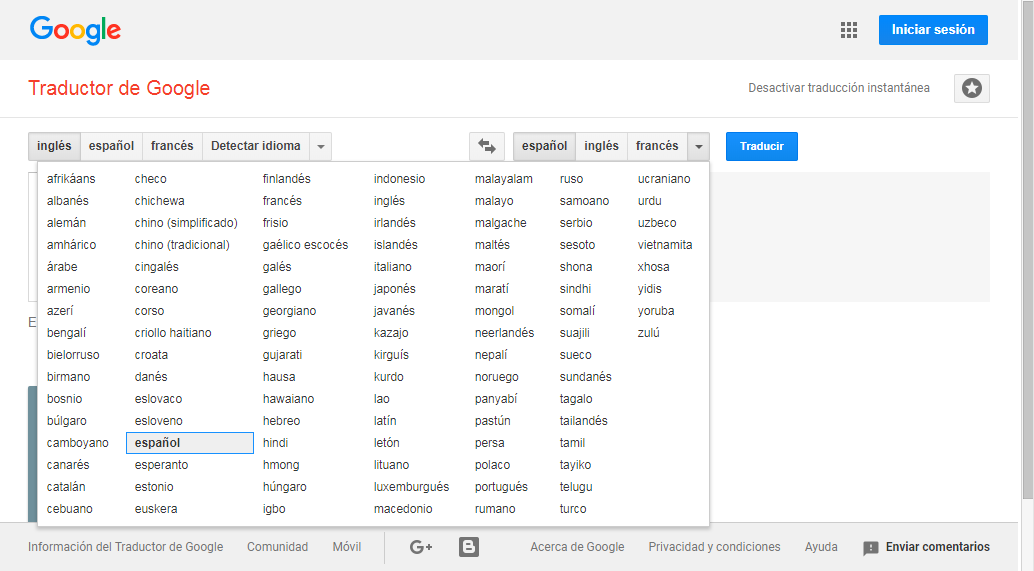 Google
Iniciar sesión
Traductor de Google
Desactivar traducción instantánea
inglés español francés Detectar idioma español inglés francés Traducir
afrikáans checo finlandés indonesio malayalam ruso ucraniano
albanés chichewa francés inglés malayo samoano urdu
alemán chino (simplificado) frisio irlandés malgache serbio uzbeco
amhárico chino (tradicional) gaélico escocés islandés maltés sesoto vietnamita
árabe cingalés galés italiano maorí shona xhosa
armenio coreano gallego japonés maratí sindhi yidis
azerí corso georgiano javanés mongol somalí yoruba
bengalí criollo haitiano griego kazajo neerlandés suajili zulú
bielorruso croata gujarati kirguís nepalí sueco
birmano danés hausa kurdo noruego sundanés
bosnio eslovaco hawaiano lao panyabí tagalo
búlgaro esloveno hebreo latín pastún tailandés
camboyano español hindi letón persa tamil
canarés esperanto hmong lituano polaco tayiko
catalán estonio húngaro luxemburgués portugués telugu
cebuano euskera igbo macedonio rumano turco
Información del Traductor de Google Comunidad Móvil G+ Acerca de Google Privacidad y condiciones Ayuda Enviar comentarios